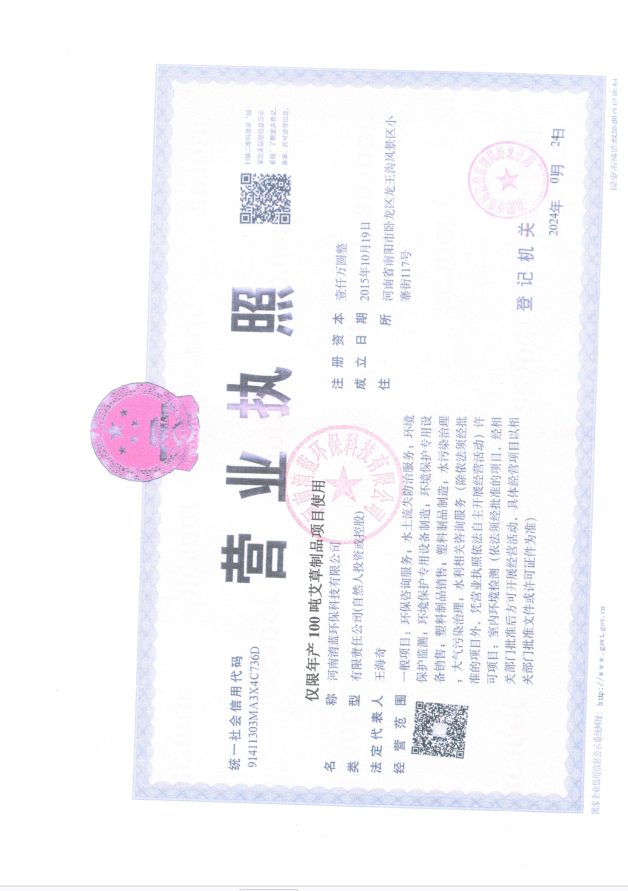 营业执照
统一社会信用代码
91411303MA3X4C736D
扫描二维码登录“国
家企业信用信息公示
系统”了解更多登记、
备案、许可监管信息。
仅限年产 100 吨艾草制品项目使用
名 称 河南淯蓝环保科技有限公司
类 型 有限责任公司(自然人投资或控股)
法定代表人 王海奇
经营范围 一般项目：环保咨询服务；水土流失防治服务；环境
保护监测；环境保护专用设备制造；环境保护专用设
备销售；塑料制品销售；塑料制品制造；水污染治理
；大气污染治理；水利相关咨询服务（除依法须经批
准的项目外，凭营业执照依法自主开展经营活动）许
可项目：室内环境检测（依法须经批准的项目，经相
关部门批准后方可开展经营活动，具体经营项目以相
关部门批准文件或许可证件为准）
注册资本 壹仟万圆整
成立日期 2015年10月19日
住 所 河南省南阳市卧龙区龙王沟风景区小
寨街117号
河南淯蓝环保科技有限公司
登记机关
2024年 01月 24日
国家企业信用信息公示系统网址：http://www.gsxt.gov.cn
国家市场监督管理总局监制